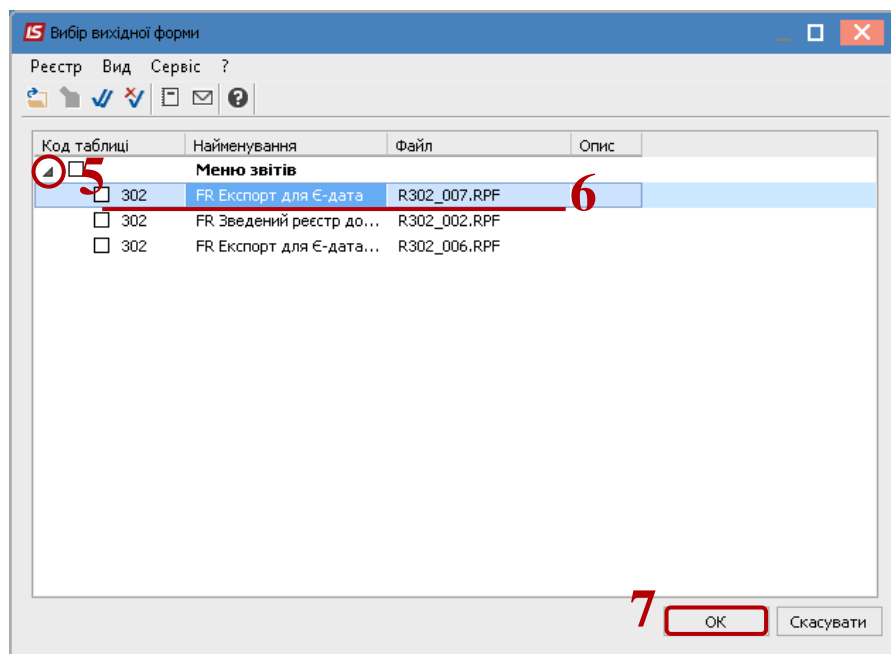 IS Вибір вихідної форми
Реєстр Вид Сервіс ?
Код таблиці Найменування Файл Опис
5 Меню звітів
302 FR Експорт для Є-дата R302_007.RPF 6
302 FR Зведений реєстр до... R302_002.RPF
302 FR Експорт для Є-дата... R302_006.RPF
7 ОК Скасувати